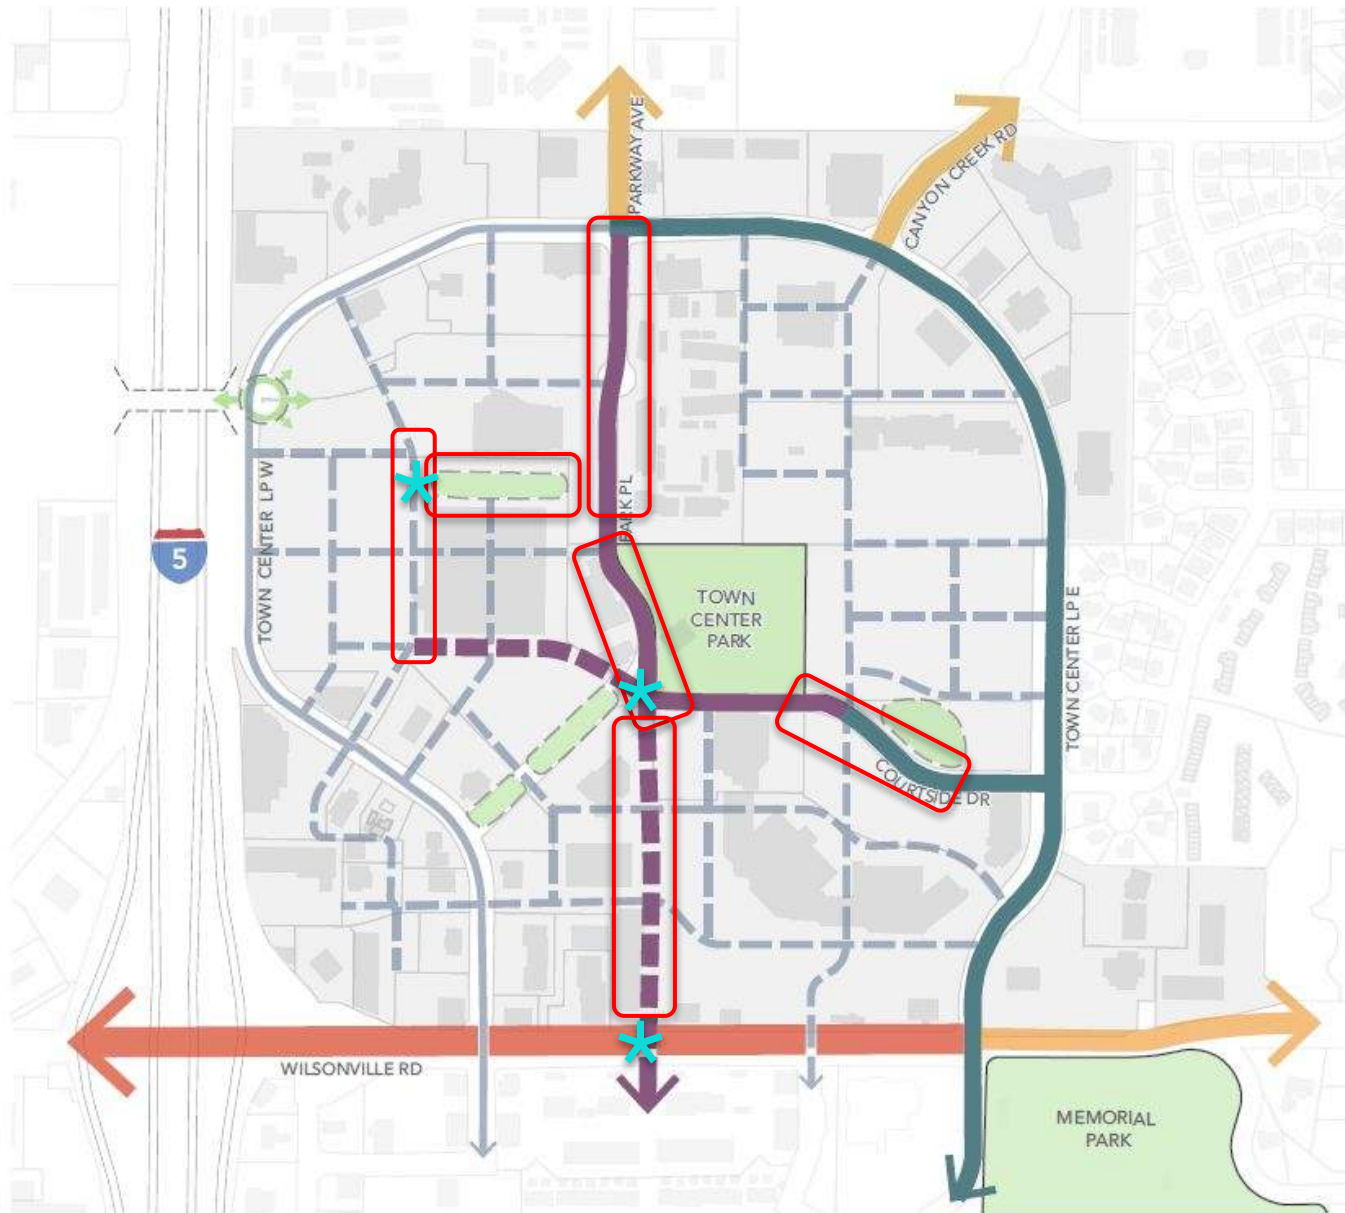 PARKWAY AVE
CANYON CREEK RD
TOWN CENTER LP W
PARK PL
5
TOWN
CENTER
PARK
TOWN CENTER LP E
COURTSIDE DR
WILSONVILLE RD
MEMORIAL
PARK